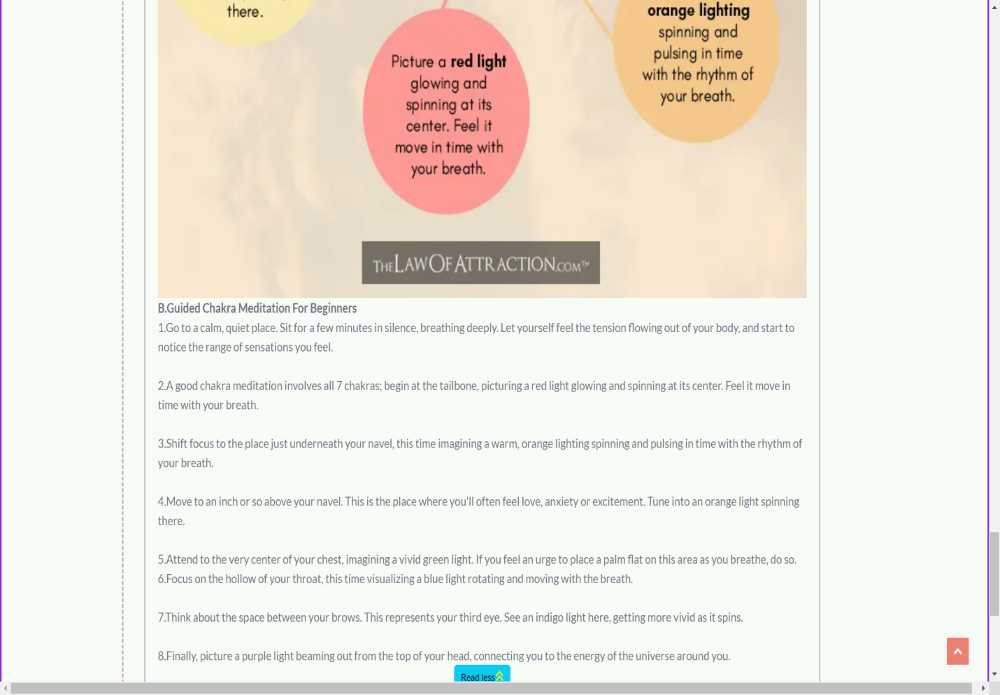 there.
orange lighting
spinning and
pulsing in time
with the rhythm of
your breath.
Picture a red light
glowing and
spinning at its
center. Feel it
move in time with
your breath.
THELAWOFATTRACTION.COM™
B.Guided Chakra Meditation For Beginners
1.Go to a calm, quiet place. Sit for a few minutes in silence, breathing deeply. Let yourself feel the tension flowing out of your body, and start to
notice the range of sensations you feel.
2.A good chakra meditation involves all 7 chakras; begin at the tailbone, picturing a red light glowing and spinning at its center. Feel it move in
time with your breath.
3.Shift focus to the place just underneath your navel, this time imagining a warm, orange lighting spinning and pulsing in time with the rhythm of
your breath.
4.Move to an inch or so above your navel. This is the place where you'll often feel love, anxiety or excitement. Tune into an orange light spinning
there.
5.Attend to the very center of your chest, imagining a vivid green light. If you feel an urge to place a palm flat on this area as you breathe, do so.
6.Focus on the hollow of your throat, this time visualizing a blue light rotating and moving with the breath.
7.Think about the space between your brows. This represents your third eye. See an indigo light here, getting more vivid as it spins.
8.Finally, picture a purple light beaming out from the top of your head, connecting you to the energy of the universe around you.
Read less